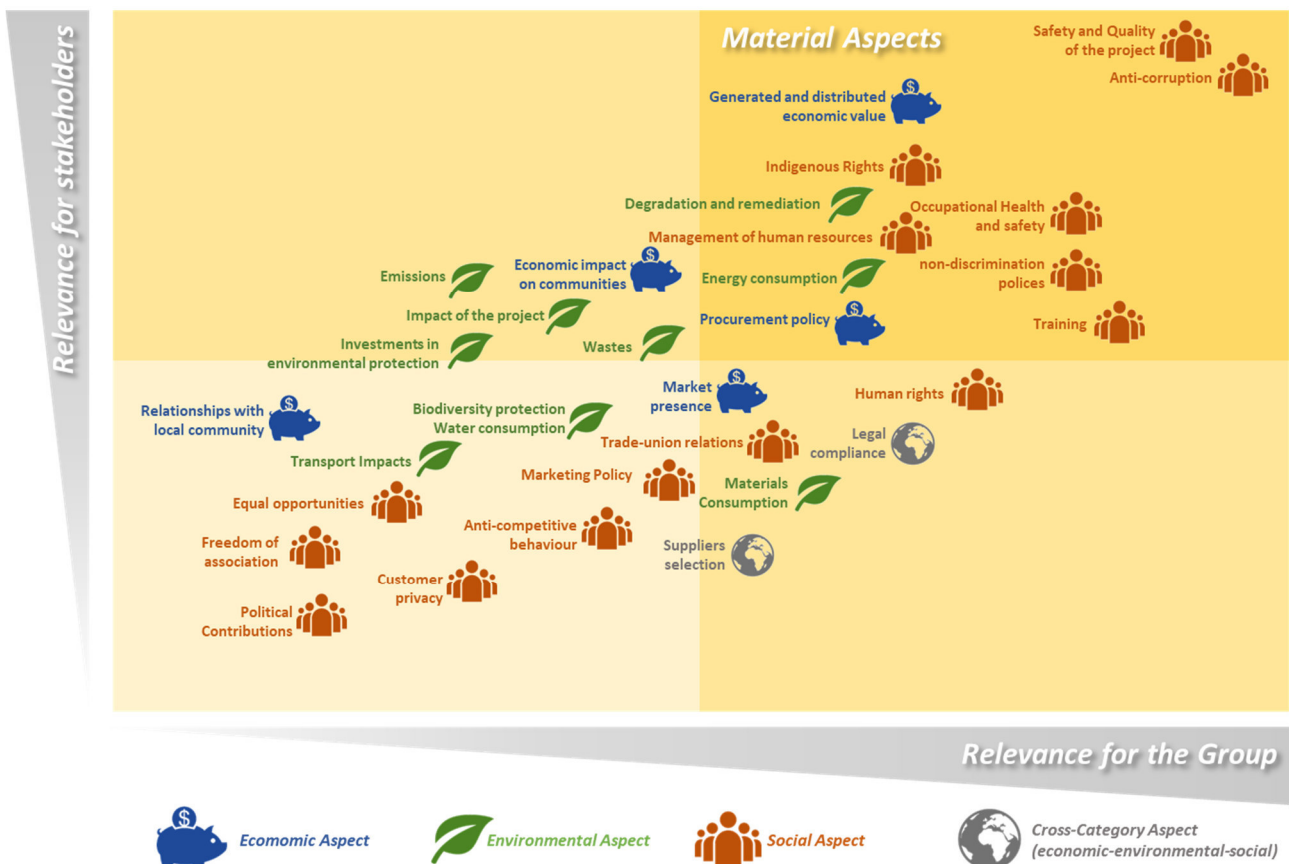 Relevance for stakeholders
Material Aspects
Safety and Quality
of the project
Anti-corruption
Generated and distributed
economic value
Indigenous Rights
Degradation and remediation
Occupational Health
and safety
Management of human resources
Emissions
Economic impact
on communities
Energy consumption
non-discrimination
polices
Impact of the project
Procurement policy
Training
Investments in
environmental protection
Wastes
Relationships with
local community
Biodiversity protection
Water consumption
Market
presence
Human rights
Trade-union relations
Legal
compliance
Transport Impacts
Marketing Policy
Materials
Consumption
Equal opportunities
Anti-competitive
behaviour
Freedom of
association
Suppliers
selection
Customer
privacy
Political
Contributions
Relevance for the Group
Ecomomic Aspect
Environmental Aspect
Social Aspect
Cross-Category Aspect
(economic-environmental-social)